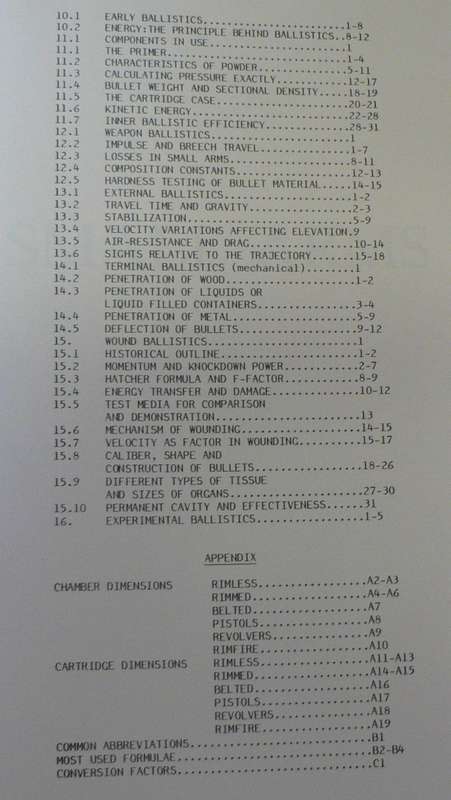 10.1 EARLY BALLISTICS........................1-8
10.2 ENERGY:THE PRINCIPLE BEHIND BALLISTICS..8-12
11.1 COMPONENTS IN USE.......................1
11.1 THE PRIMER..............................1-4
11.2 CHARACTERISTICS OF POWDER...............5-11
11.3 CALCULATING PRESSURE EXACTLY............12-17
11.4 BULLET WEIGHT AND SECTIONAL DENSITY.....18-19
11.5 THE CARTRIDGE CASE......................20-21
11.6 KINETIC ENERGY..........................22-28
11.7 INNER BALLISTIC EFFICIENCY..............28-31
12.1 WEAPON BALLISTICS.......................1
12.2 IMPULSE AND BREECH TRAVEL...............1-7
12.3 LOSSES IN SMALL ARMS....................8-11
12.4 COMPOSITION CONSTANTS...................12-13
12.5 HARDNESS TESTING OF BULLET MATERIAL.....14-15
13.1 EXTERNAL BALLISTICS.....................1-2
13.2 TRAVEL TIME AND GRAVITY.................2-3
13.3 STABILIZATION...........................5-9
13.4 VELOCITY VARIATIONS AFFECTING ELEVATION.9
13.5 AIR-RESISTANCE AND DRAG.................10-14
13.6 SIGHTS RELATIVE TO THE TRAJECTORY.......15-18
14.1 TERMINAL BALLISTICS (mechanical)........1
14.2 PENETRATION OF WOOD.....................1-2
14.3 PENETRATION OF LIQUIDS OR
LIQUID FILLED CONTAINERS.....................3-4
14.4 PENETRATION OF METAL....................5-9
14.5 DEFLECTION OF BULLETS...................9-12
15. WOUND BALLISTICS.........................1
15.1 HISTORICAL OUTLINE......................1-2
15.2 MOMENTUM AND KNOCKDOWN POWER............2-7
15.3 HATCHER FORMULA AND F-FACTOR............8-9
15.4 ENERGY TRANSFER AND DAMAGE..............10-12
15.5 TEST MEDIA FOR COMPARISON
AND DEMONSTRATION............................13
15.6 MECHANISM OF WOUNDING...................14-15
15.7 VELOCITY AS FACTOR IN WOUNDING..........15-17
15.8 CALIBER, SHAPE AND
CONSTRUCTION OF BULLETS......................18-26
15.9 DIFFERENT TYPES OF TISSUE
AND SIZES OF ORGANS..........................27-30
15.10 PERMANENT CAVITY AND EFFECTIVENESS.....31
16. EXPERIMENTAL BALLISTICS..................1-5
APPENDIX
CHAMBER DIMENSIONS RIMLESS..................A2-A3
RIMMED...................A4-A6
BELTED...................A7
PISTOLS..................A8
REVOLVERS................A9
RIMFIRE..................A10
CARTRIDGE DIMENSIONS RIMLESS................A11-A13
RIMMED...................A14-A15
BELTED...................A16
PISTOLS..................A17
REVOLVERS................A18
RIMFIRE..................A19
COMMON ABBREVIATIONS.........................B1
MOST USED FORMULAE...........................B2-B4
CONVERSION FACTORS...........................C1